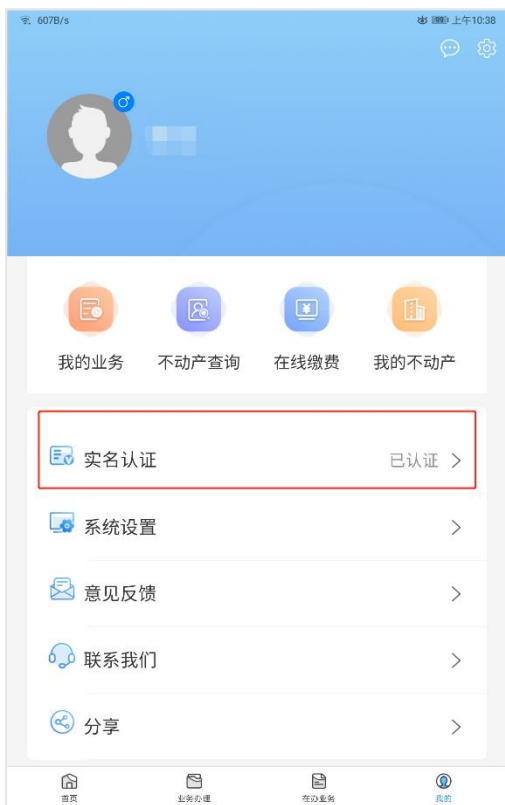 607B/s
上午10:38
我的业务 不动产查询 在线缴费 我的不动产
实名认证 已认证
系统设置
意见反馈
联系我们
分享
首页 业务办理 在办业务 我的